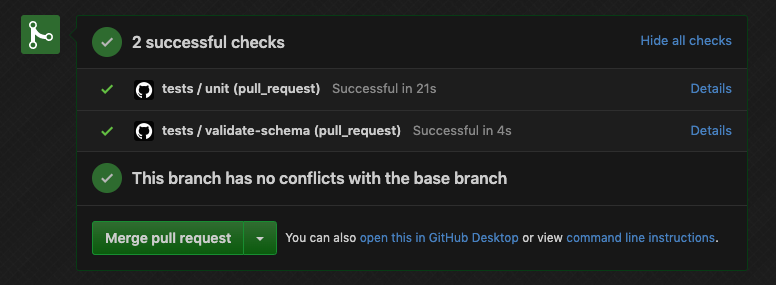 2 successful checks Hide all checks
tests / unit (pull_request) Successful in 21s Details
tests / validate-schema (pull_request) Successful in 4s Details
This branch has no conflicts with the base branch
Merge pull request You can also open this in GitHub Desktop or view command line instructions.